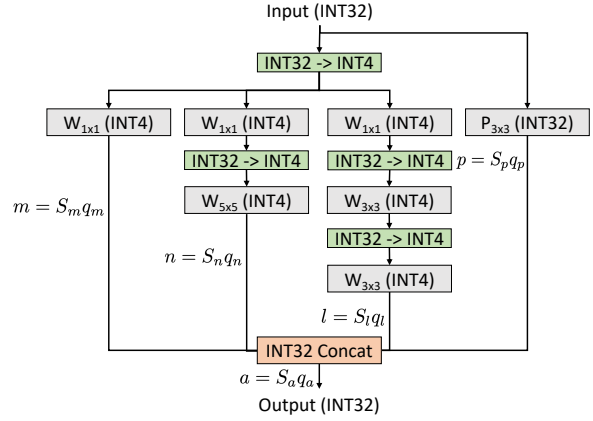 Input (INT32)
INT32 -> INT4
W1x1 (INT4) W1x1 (INT4) W1x1 (INT4) P3x3 (INT32)
INT32 -> INT4 INT32 -> INT4 p = Spqp
m = Smqm W5x5 (INT4) W3x3 (INT4)
INT32 -> INT4
n = Snqn
W3x3 (INT4)
l = Slql
INT32 Concat
a = Saqa
Output (INT32)